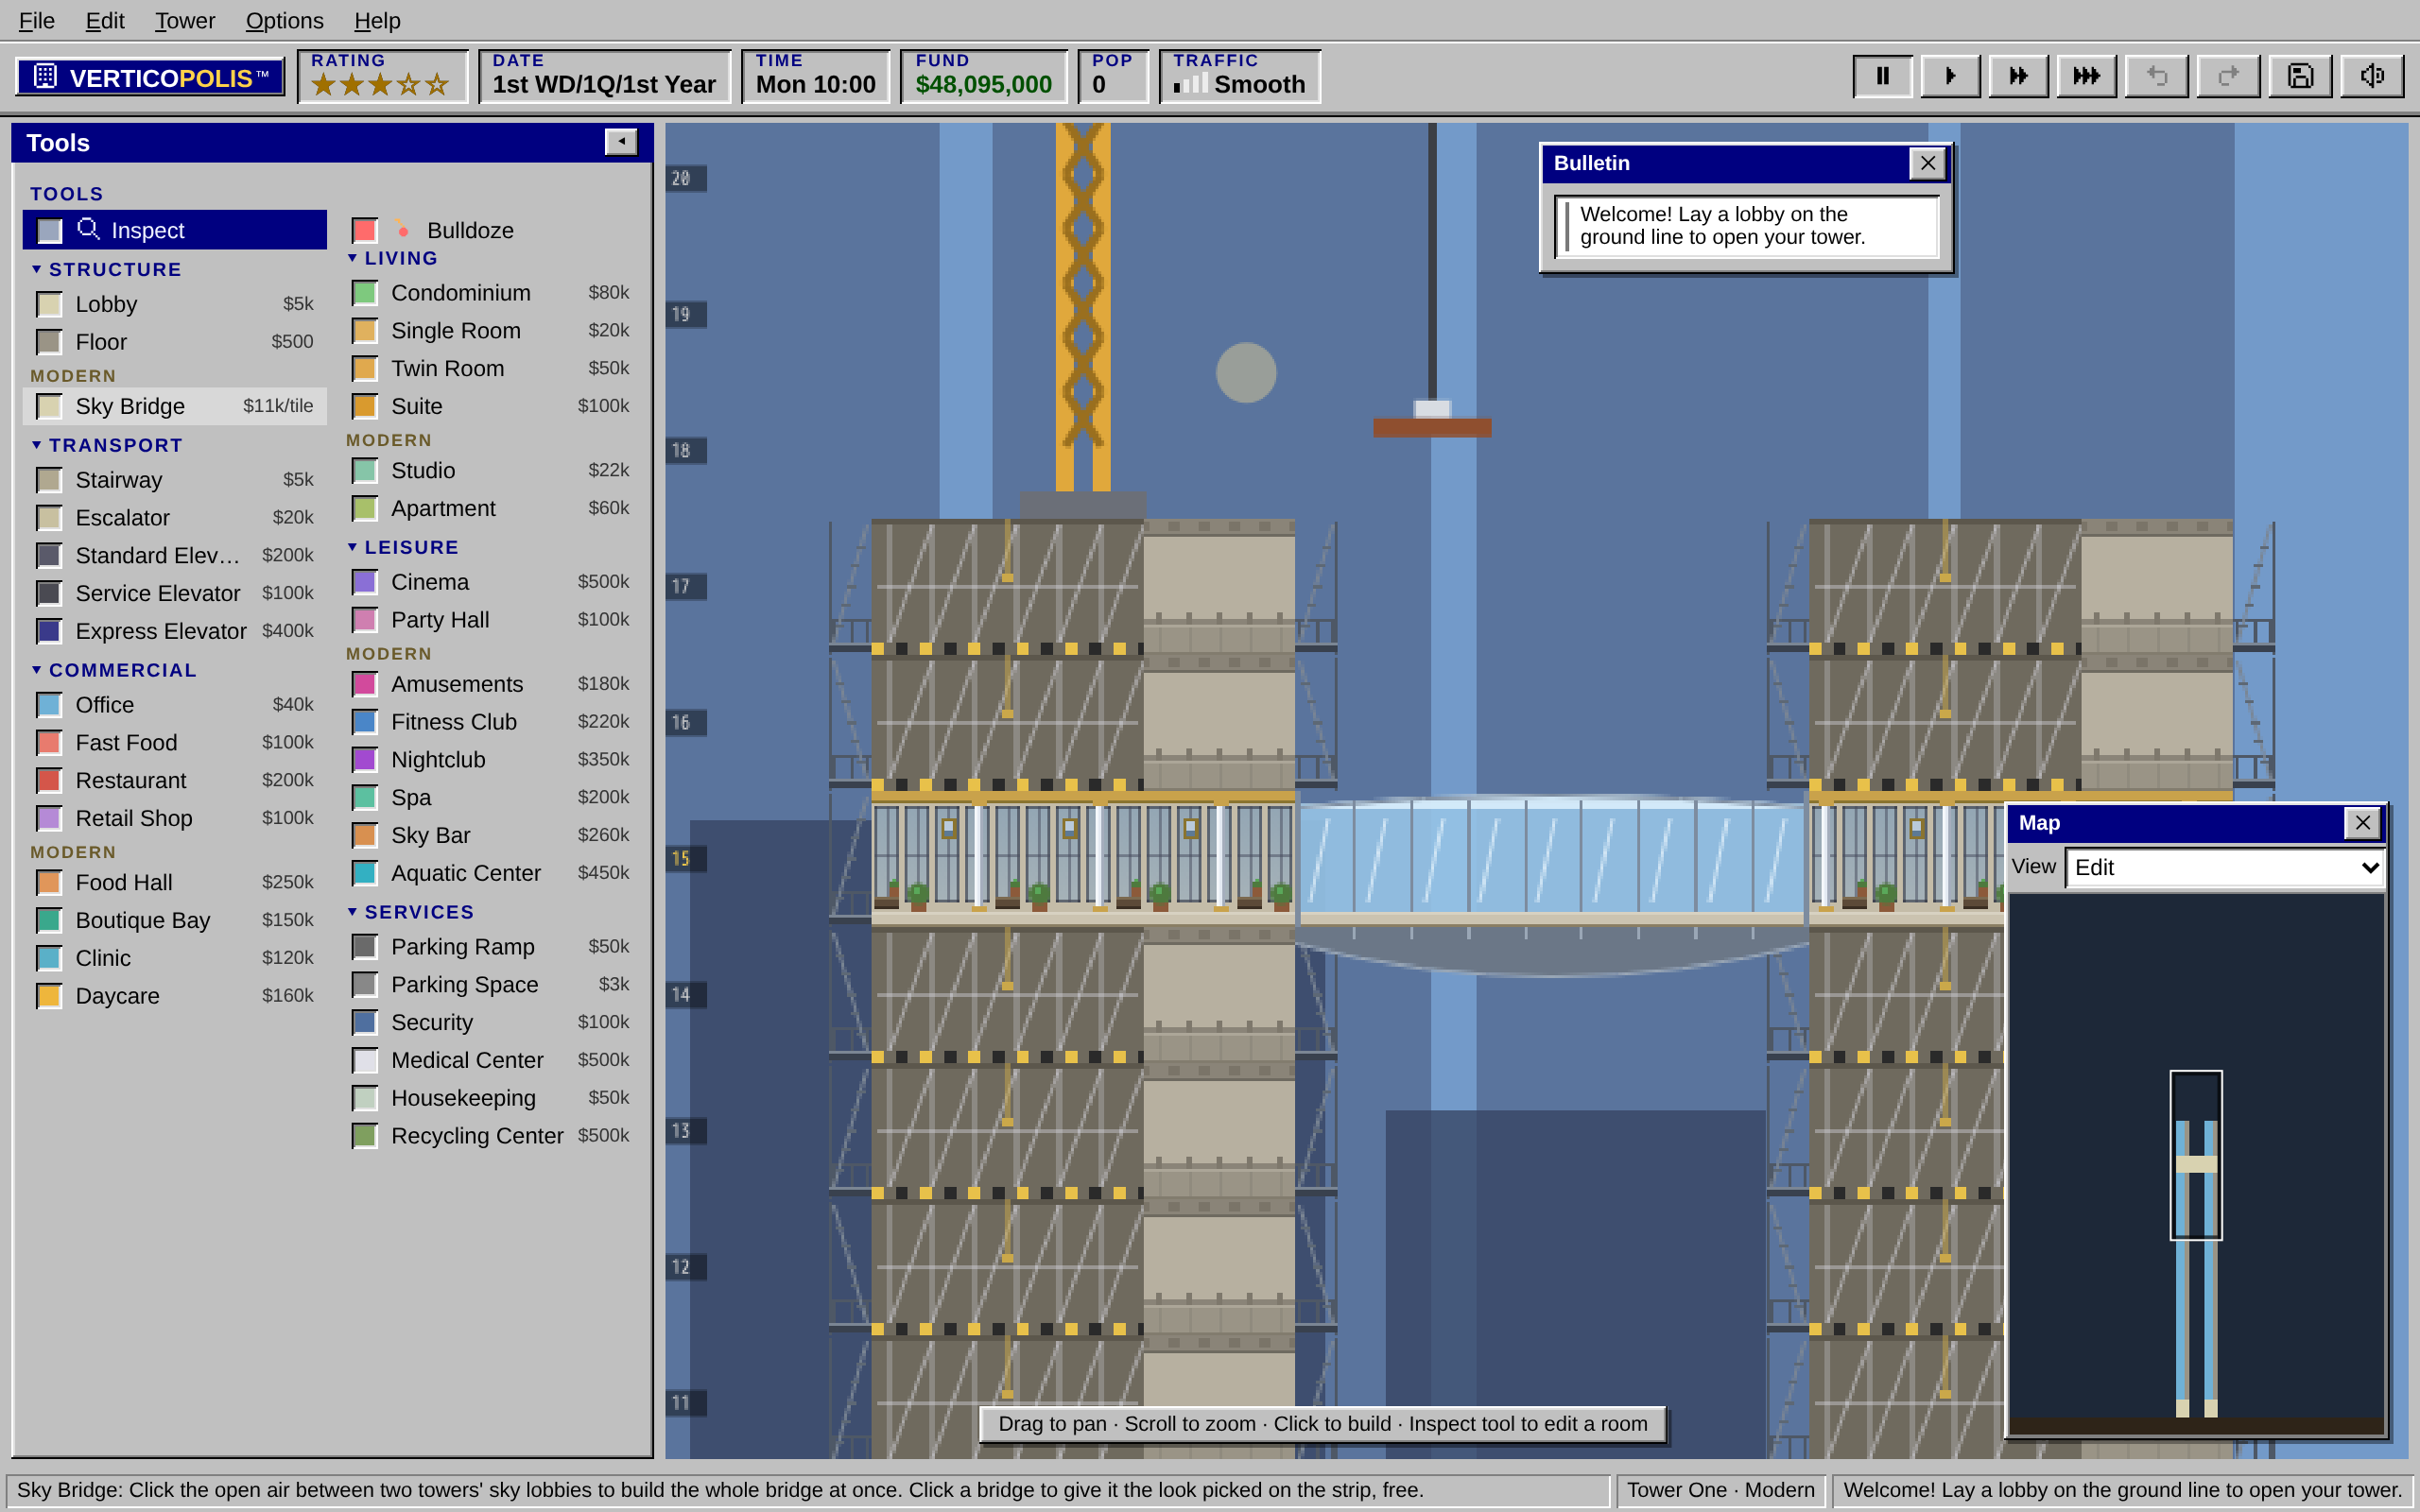 File Edit Tower Options Help
VERTICOPOLIS™
RATING
DATE
1st WD/1Q/1st Year
TIME
Mon 10:00
FUND
$48,095,000
POP
0
TRAFFIC
Smooth
Tools
TOOLS
Inspect
STRUCTURE
Lobby $5k
Floor $500
MODERN
Sky Bridge $11k/tile
TRANSPORT
Stairway $5k
Escalator $20k
Standard Elev… $200k
Service Elevator $100k
Express Elevator $400k
COMMERCIAL
Office $40k
Fast Food $100k
Restaurant $200k
Retail Shop $100k
MODERN
Food Hall $250k
Boutique Bay $150k
Clinic $120k
Daycare $160k
Bulldoze
LIVING
Condominium $80k
Single Room $20k
Twin Room $50k
Suite $100k
MODERN
Studio $22k
Apartment $60k
LEISURE
Cinema $500k
Party Hall $100k
MODERN
Amusements $180k
Fitness Club $220k
Nightclub $350k
Spa $200k
Sky Bar $260k
Aquatic Center $450k
SERVICES
Parking Ramp $50k
Parking Space $3k
Security $100k
Medical Center $500k
Housekeeping $50k
Recycling Center $500k
20
19
18
17
16
15
14
13
12
11
Bulletin
Welcome! Lay a lobby on the
ground line to open your tower.
Map
View Edit
Drag to pan · Scroll to zoom · Click to build · Inspect tool to edit a room
Sky Bridge: Click the open air between two towers' sky lobbies to build the whole bridge at once. Click a bridge to give it the look picked on the strip, free.
Tower One · Modern
Welcome! Lay a lobby on the ground line to open your tower.